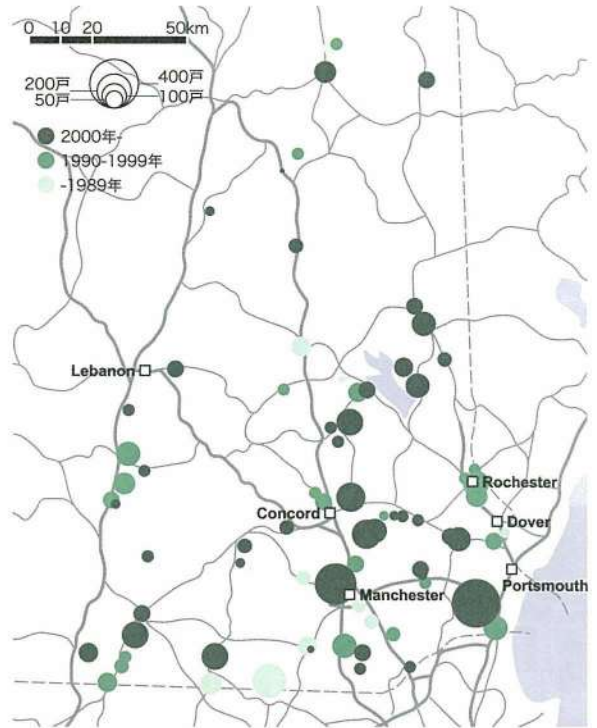 0 10 20 50km
200戸 400戸
50戸 100戸
2000年-
1990-1999年
-1989年
Lebanon
Rochester
Concord
Dover
Portsmouth
Manchester